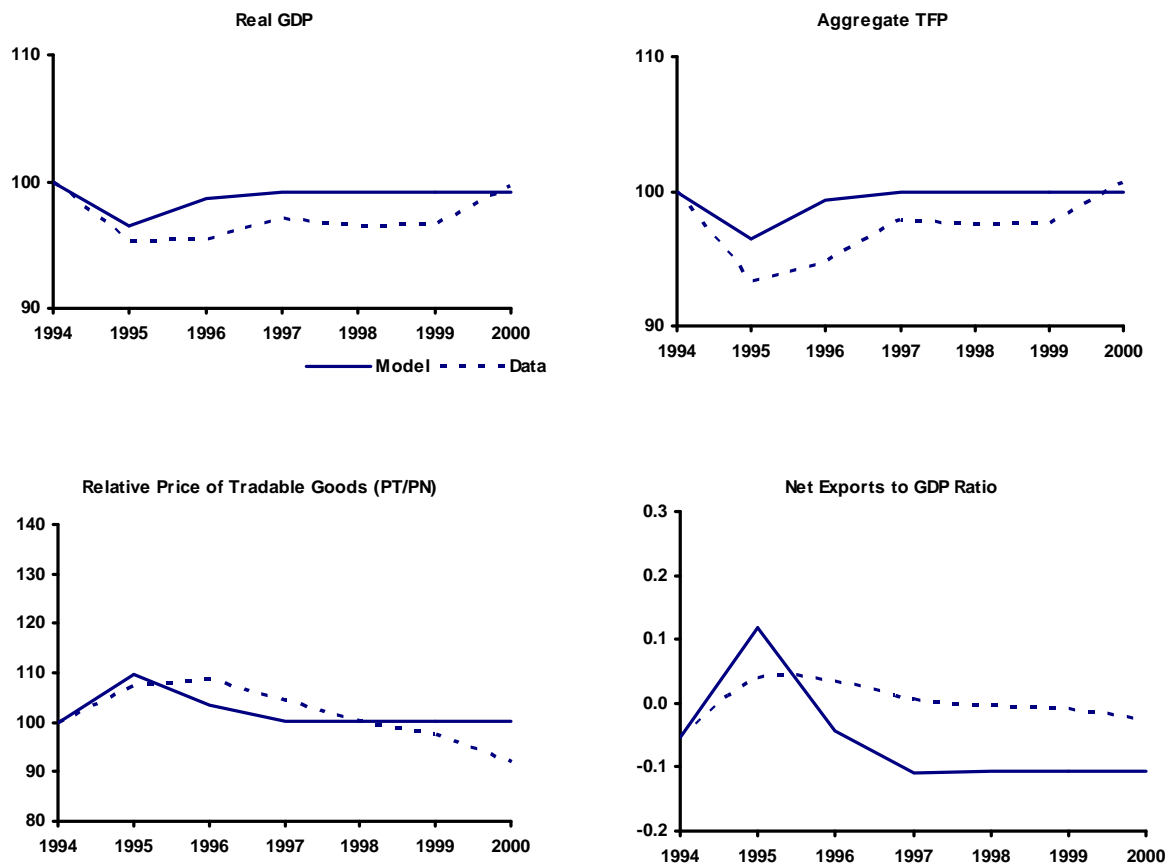 Real GDP
110
100
90
1994 1995 1996 1997 1998 1999 2000
Model Data
Aggregate TFP
110
100
90
1994 1995 1996 1997 1998 1999 2000
Relative Price of Tradable Goods (PT/PN)
140
130
120
110
100
90
80
1994 1995 1996 1997 1998 1999 2000
Net Exports to GDP Ratio
0.3
0.2
0.1
0.0
-0.1
-0.2
1994 1995 1996 1997 1998 1999 2000